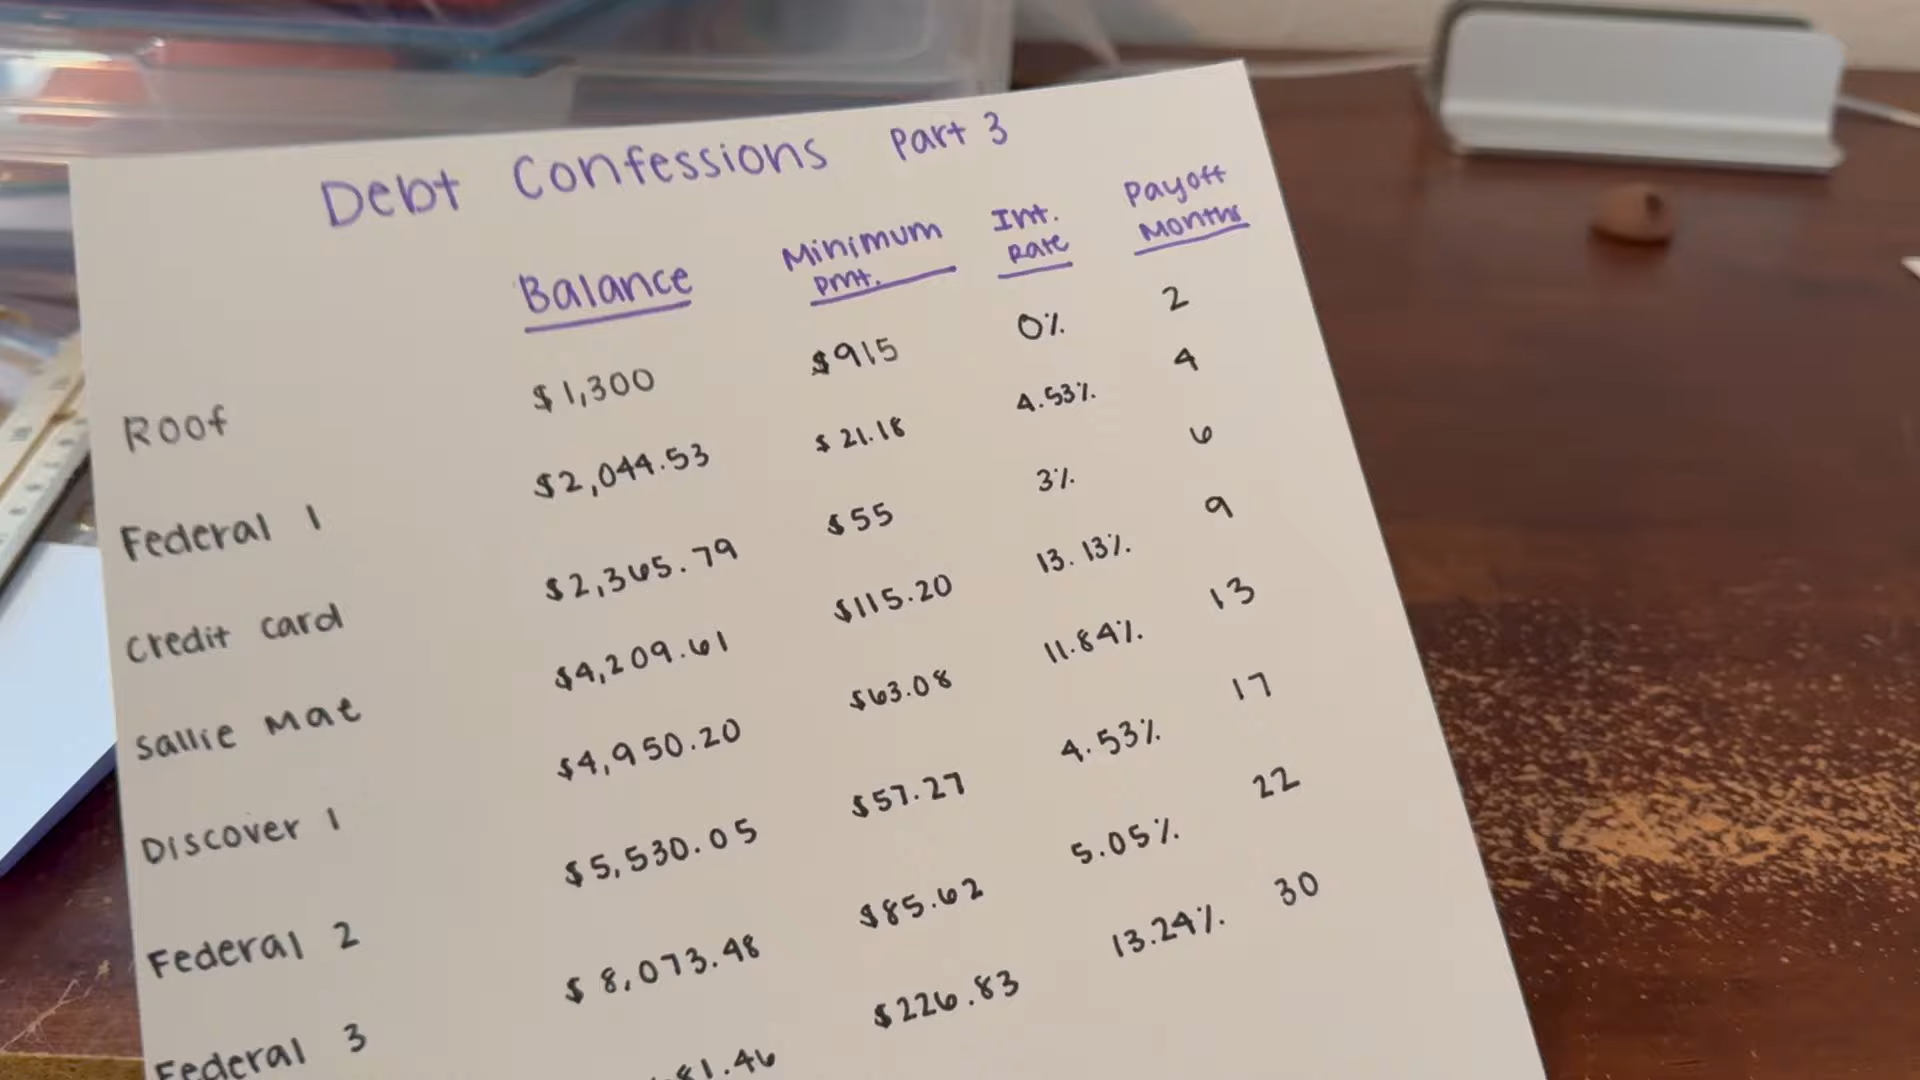 Debt Confessions Part 3
Balance Minimum Pmt. Int. Rate Payoff Months
Roof $1,300 $915 0% 2
Federal 1 $2,044.53 $21.18 4.53% 4
Credit Card $2,365.79 $55 3% 6
Sallie Mae $4,209.61 $115.20 13.13% 9
Discover 1 $4,950.20 $63.08 11.84% 13
Federal 2 $5,530.05 $57.27 4.53% 17
Federal 3 $8,073.48 $85.62 5.05% 22
$226.83 13.24% 30